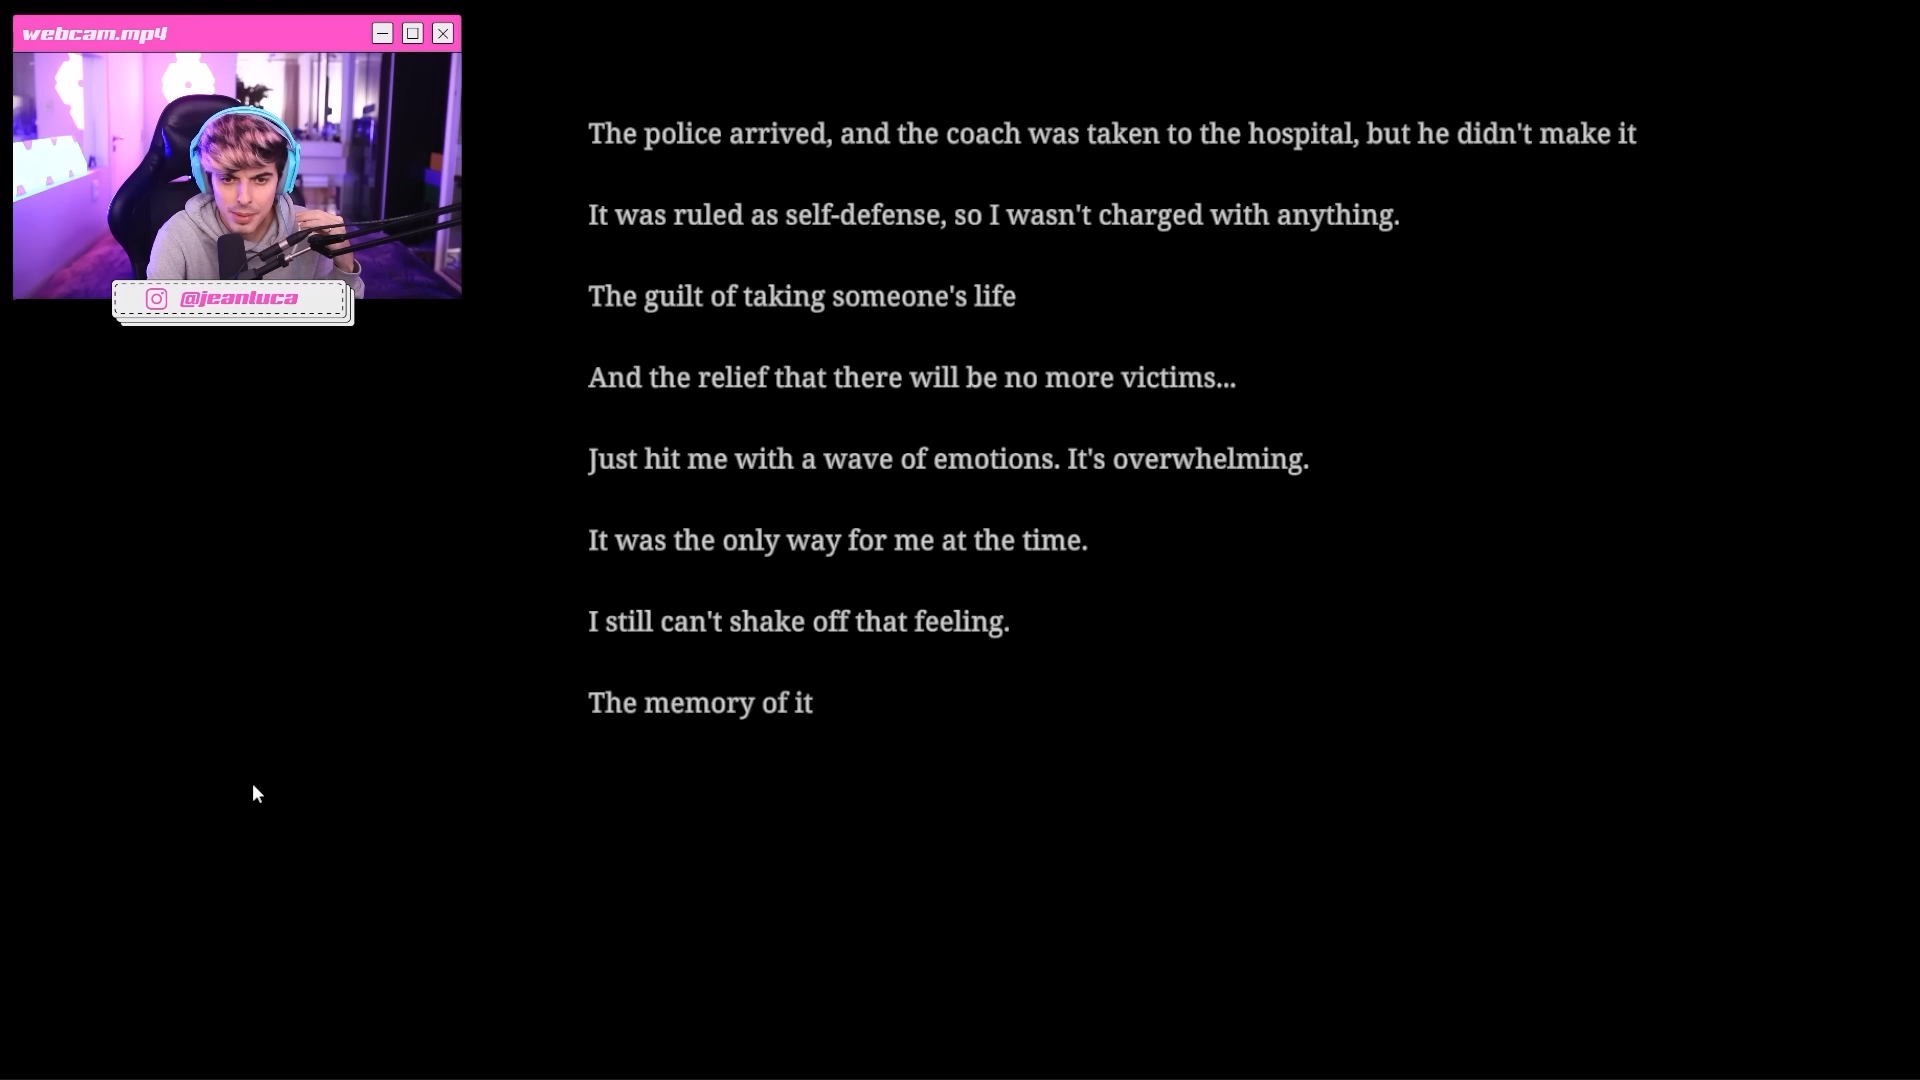 webcam.mp4
@jeanluca
The police arrived, and the coach was taken to the hospital, but he didn't make it
It was ruled as self-defense, so I wasn't charged with anything.
The guilt of taking someone's life
And the relief that there will be no more victims...
Just hit me with a wave of emotions. It's overwhelming.
It was the only way for me at the time.
I still can't shake off that feeling.
The memory of it